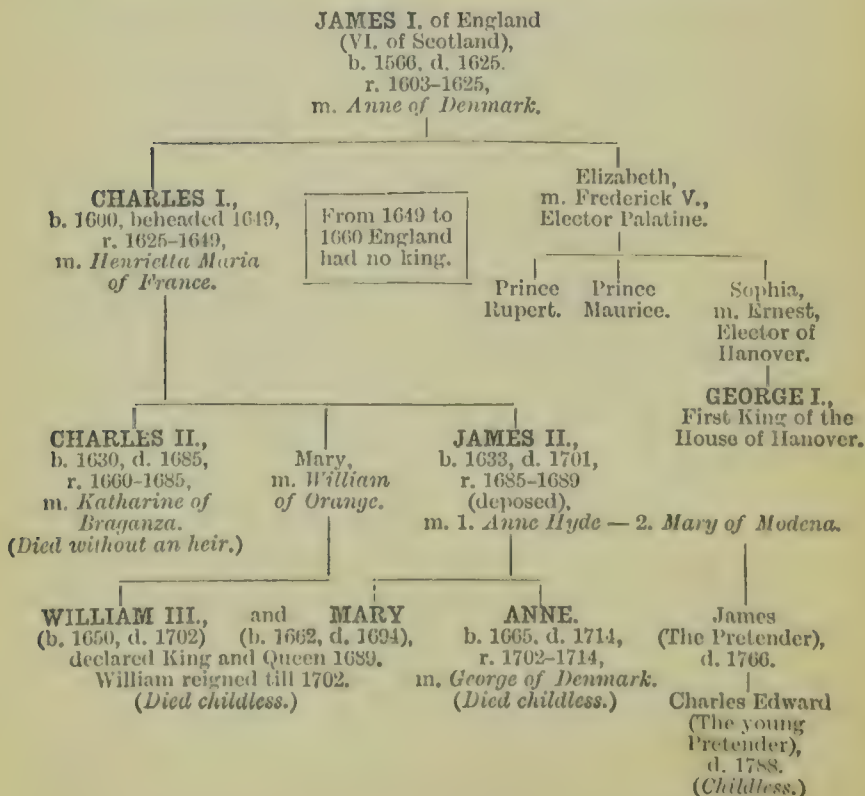 JAMES I. of England
(VI. of Scotland),
b. 1566, d. 1625.
r. 1603–1625,
m. Anne of Denmark.
CHARLES I.,
b. 1600, beheaded 1649,
r. 1625–1649,
m. Henrietta Maria
of France.
From 1649 to
1660 England
had no king.
Elizabeth,
m. Frederick V.,
Elector Palatine.
Prince
Rupert.
Prince
Maurice.
Sophia,
m. Ernest,
Elector of
Hanover.
GEORGE I.,
First King of the
House of Hanover.
CHARLES II.,
b. 1630, d. 1685,
r. 1660–1685,
m. Katharine of
Braganza.
(Died without an heir.)
Mary,
m. William
of Orange.
JAMES II.,
b. 1633, d. 1701,
r. 1685–1689
(deposed),
m. 1. Anne Hyde — 2. Mary of Modena.
WILLIAM III., and MARY
(b. 1650, d. 1702) (b. 1662, d. 1694),
declared King and Queen 1689.
William reigned till 1702.
(Died childless.)
ANNE.
b. 1665. d. 1714,
r. 1702–1714,
m. George of Denmark.
(Died childless.)
James
(The Pretender),
d. 1766.
Charles Edward
(The young
Pretender),
d. 1788.
(Childless.)